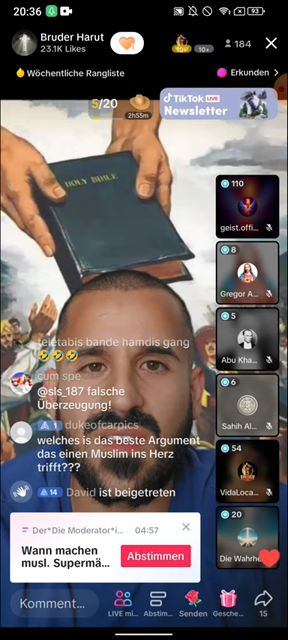 20:36
93
Bruder Harut
23.1K Likes
10+
10+
184
Wöchentliche Rangliste
Erkunden
5/20
2h55m
TikTok LIVE
Newsletter
HOLY BIBLE
110
geist.offi...
8
Gregor A...
5
Abu Kha...
6
Sahih Al...
54
VidaLoca...
20
Die Wahrhe...
teletabis bande hamdis gang
🤣🤣🤣
cum spe
@sls_187 falsche
Überzeugung!
1 dukeofcarpics
welches is das beste Argument
das einen Muslim ins Herz
trifft???
14 David ist beigetreten
Der*Die Moderator*i... 04:57
Wann machen
musl. Supermä...
Abstimmen
Komment...
LIVE mi...
Abstim...
Senden
Gesche...
15